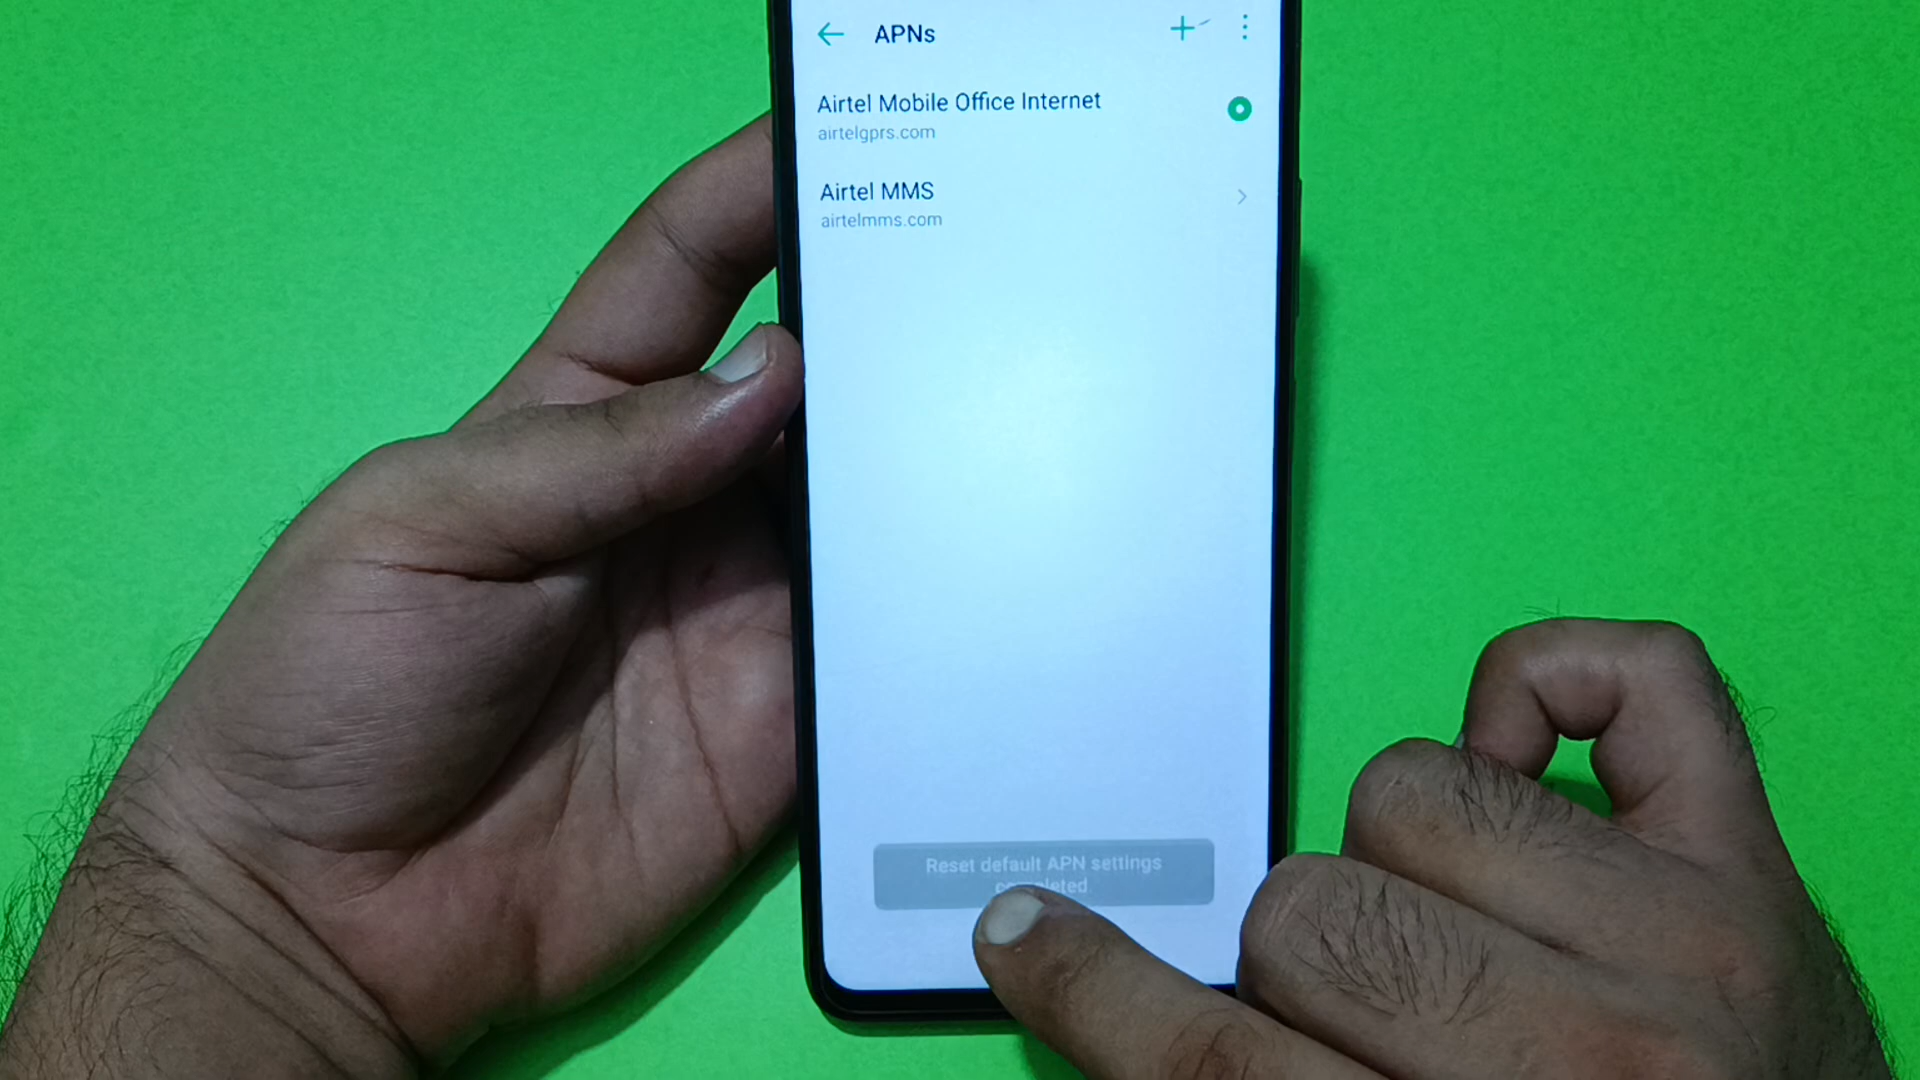 APNs
Airtel Mobile Office Internet
airtelgprs.com
Airtel MMS
airtelmms.com
Reset default APN settings